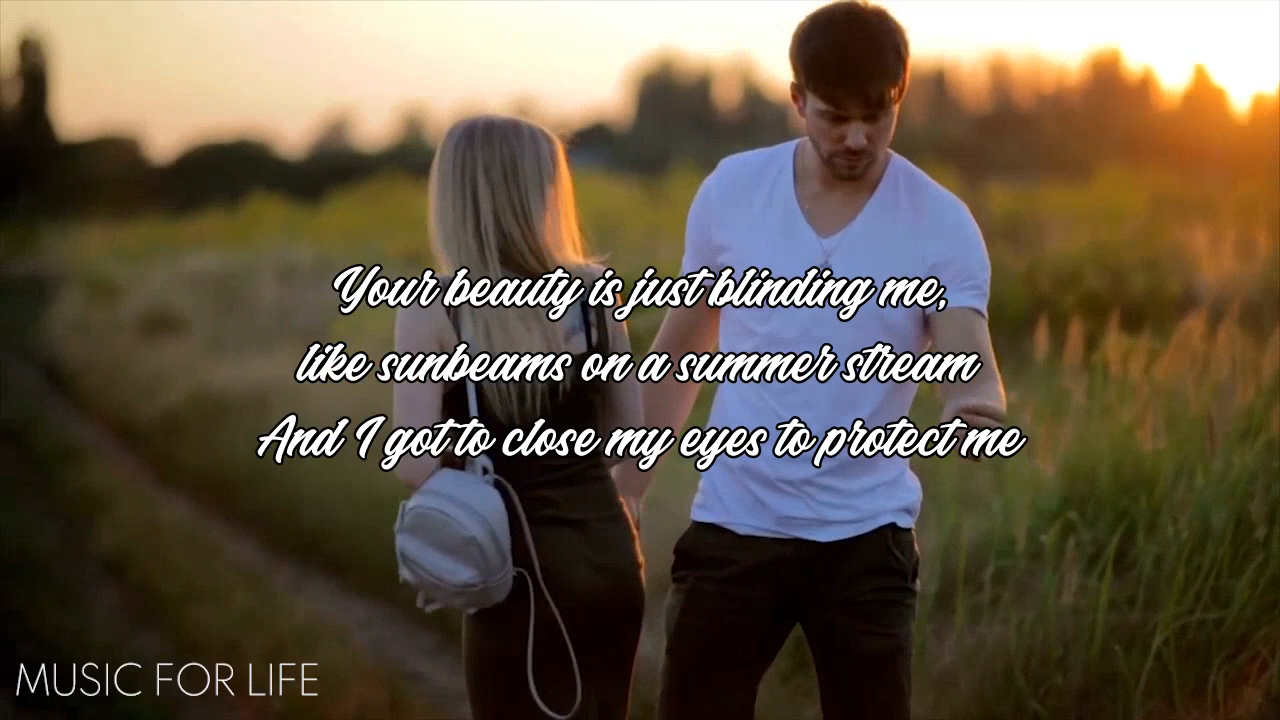 Your beauty is just blinding me,
like sunbeams on a summer stream
And I got to close my eyes to protect me
MUSIC FOR LIFE